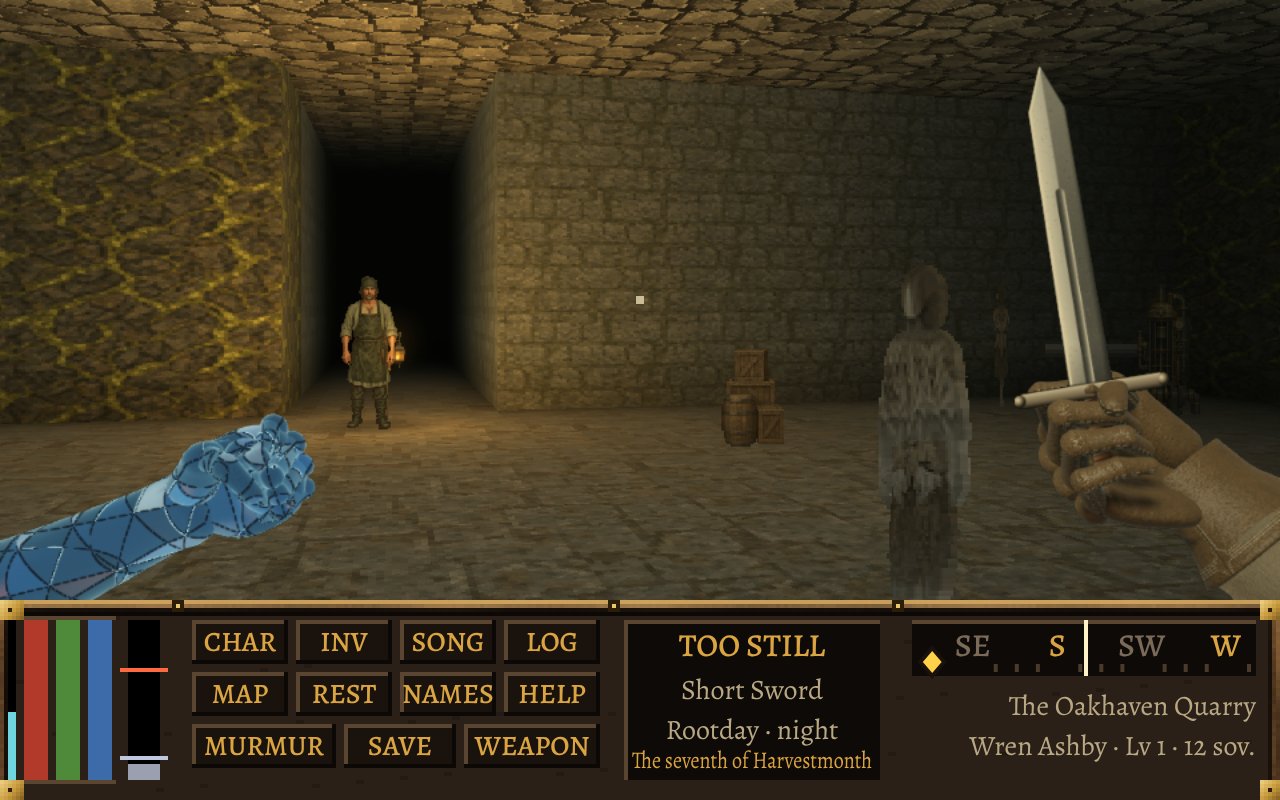 CHAR INV SONG LOG
MAP REST NAMES HELP
MURMUR SAVE WEAPON
TOO STILL
Short Sword
Rootday · night
The seventh of Harvestmonth
SE S SW W
The Oakhaven Quarry
Wren Ashby · Lv 1 · 12 sov.